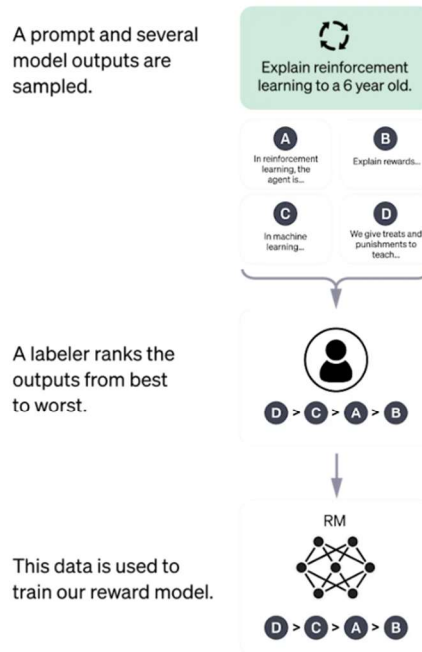 A prompt and several
model outputs are
sampled.
Explain reinforcement
learning to a 6 year old.
A
In reinforcement
learning, the
agent is...
B
Explain rewards...
C
In machine
learning...
D
We give treats and
punishments to
teach...
A labeler ranks the
outputs from best
to worst.
D > C > A > B
This data is used to
train our reward model.
RM
D > C > A > B